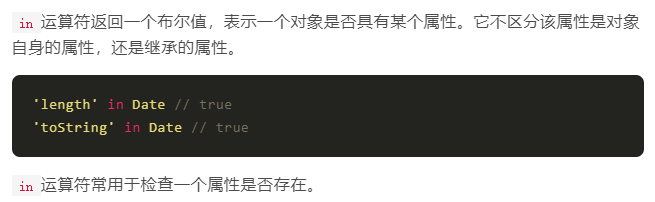 in 运算符返回一个布尔值，表示一个对象是否具有某个属性。它不区分该属性是对象
自身的属性，还是继承的属性。
'length' in Date // true
'toString' in Date // true
in 运算符常用于检查一个属性是否存在。